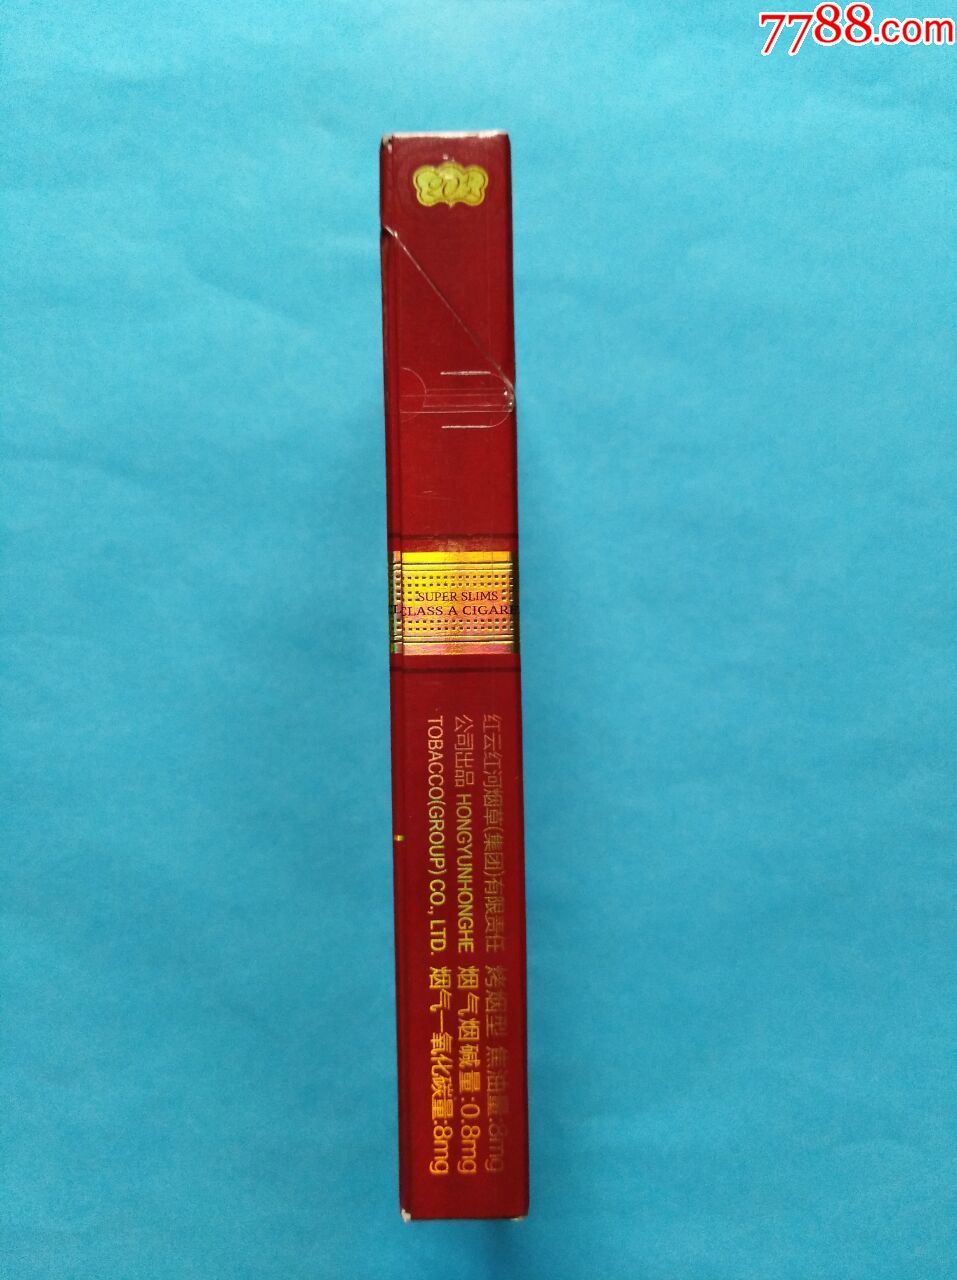 7788.com
SUPER SLIMS
CLASS A CIGAR
红云红河烟草(集团)有限责任
公司出品 HONGYUNHONGHE
TOBACCO(GROUP) CO., LTD.
烤烟型 焦油量:8mg
烟气烟碱量:0.8mg
烟气一氧化碳量:8mg